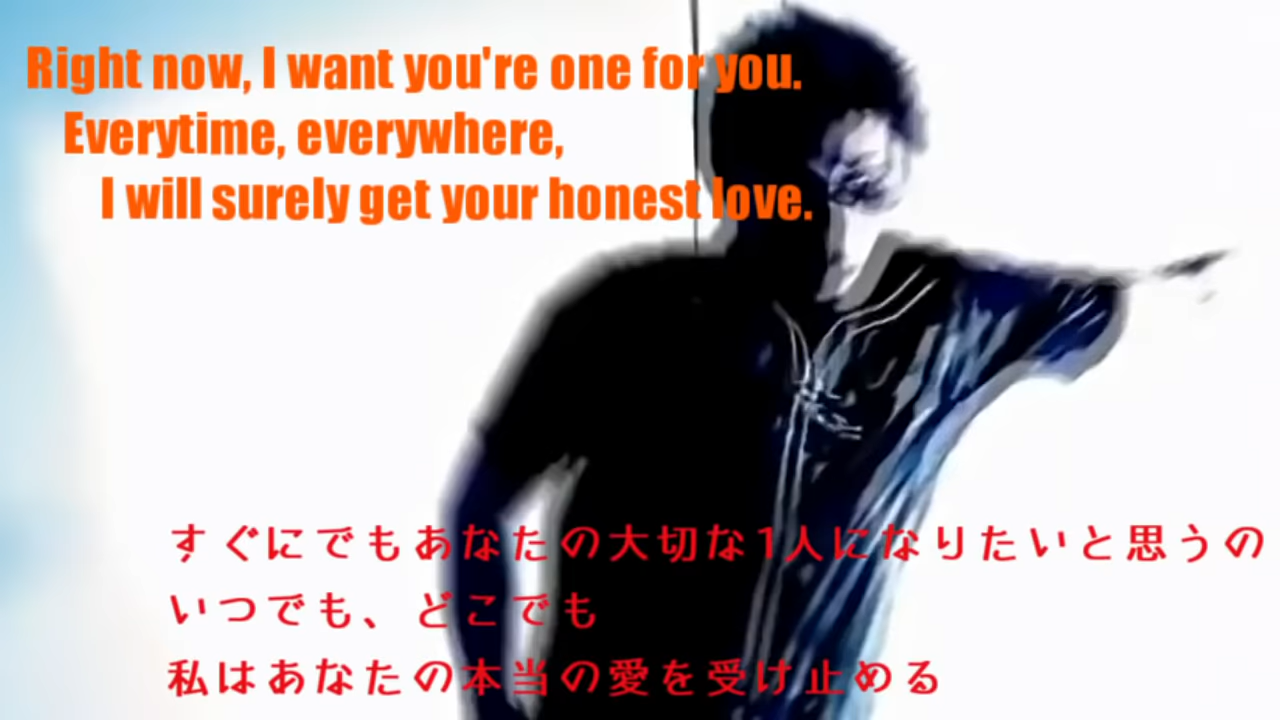 Right now, I want you're one for you.
Everytime, everywhere,
I will surely get your honest love.
すぐにでもあなたの大切な1人になりたいと思うの
いつでも、どこでも
私はあなたの本当の愛を受け止める